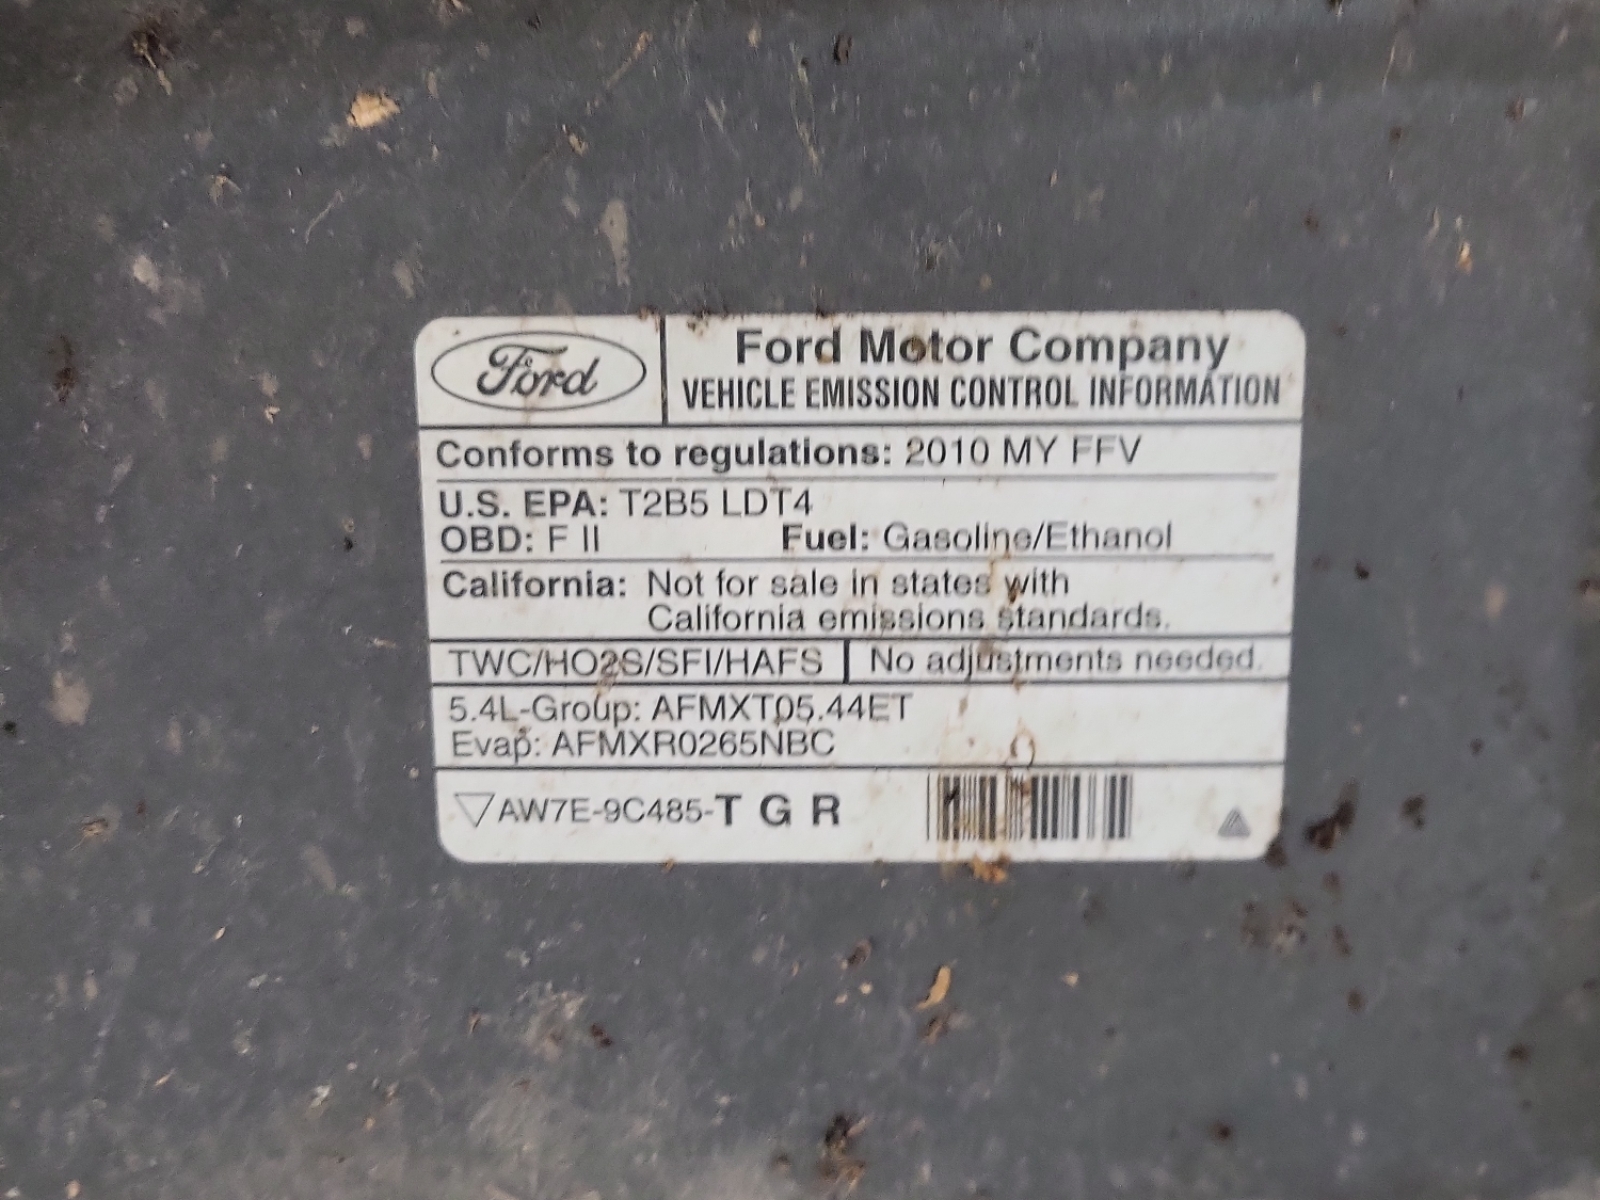 Ford
Ford Motor Company
VEHICLE EMISSION CONTROL INFORMATION
Conforms to regulations: 2010 MY FFV
U.S. EPA: T2B5 LDT4
OBD: F II Fuel: Gasoline/Ethanol
California: Not for sale in states with
California emissions standards.
TWC/HO2S/SFI/HAFS No adjustments needed.
5.4L-Group: AFMXT05.44ET
Evap: AFMXR0265NBC
AW7E-9C485-T G R